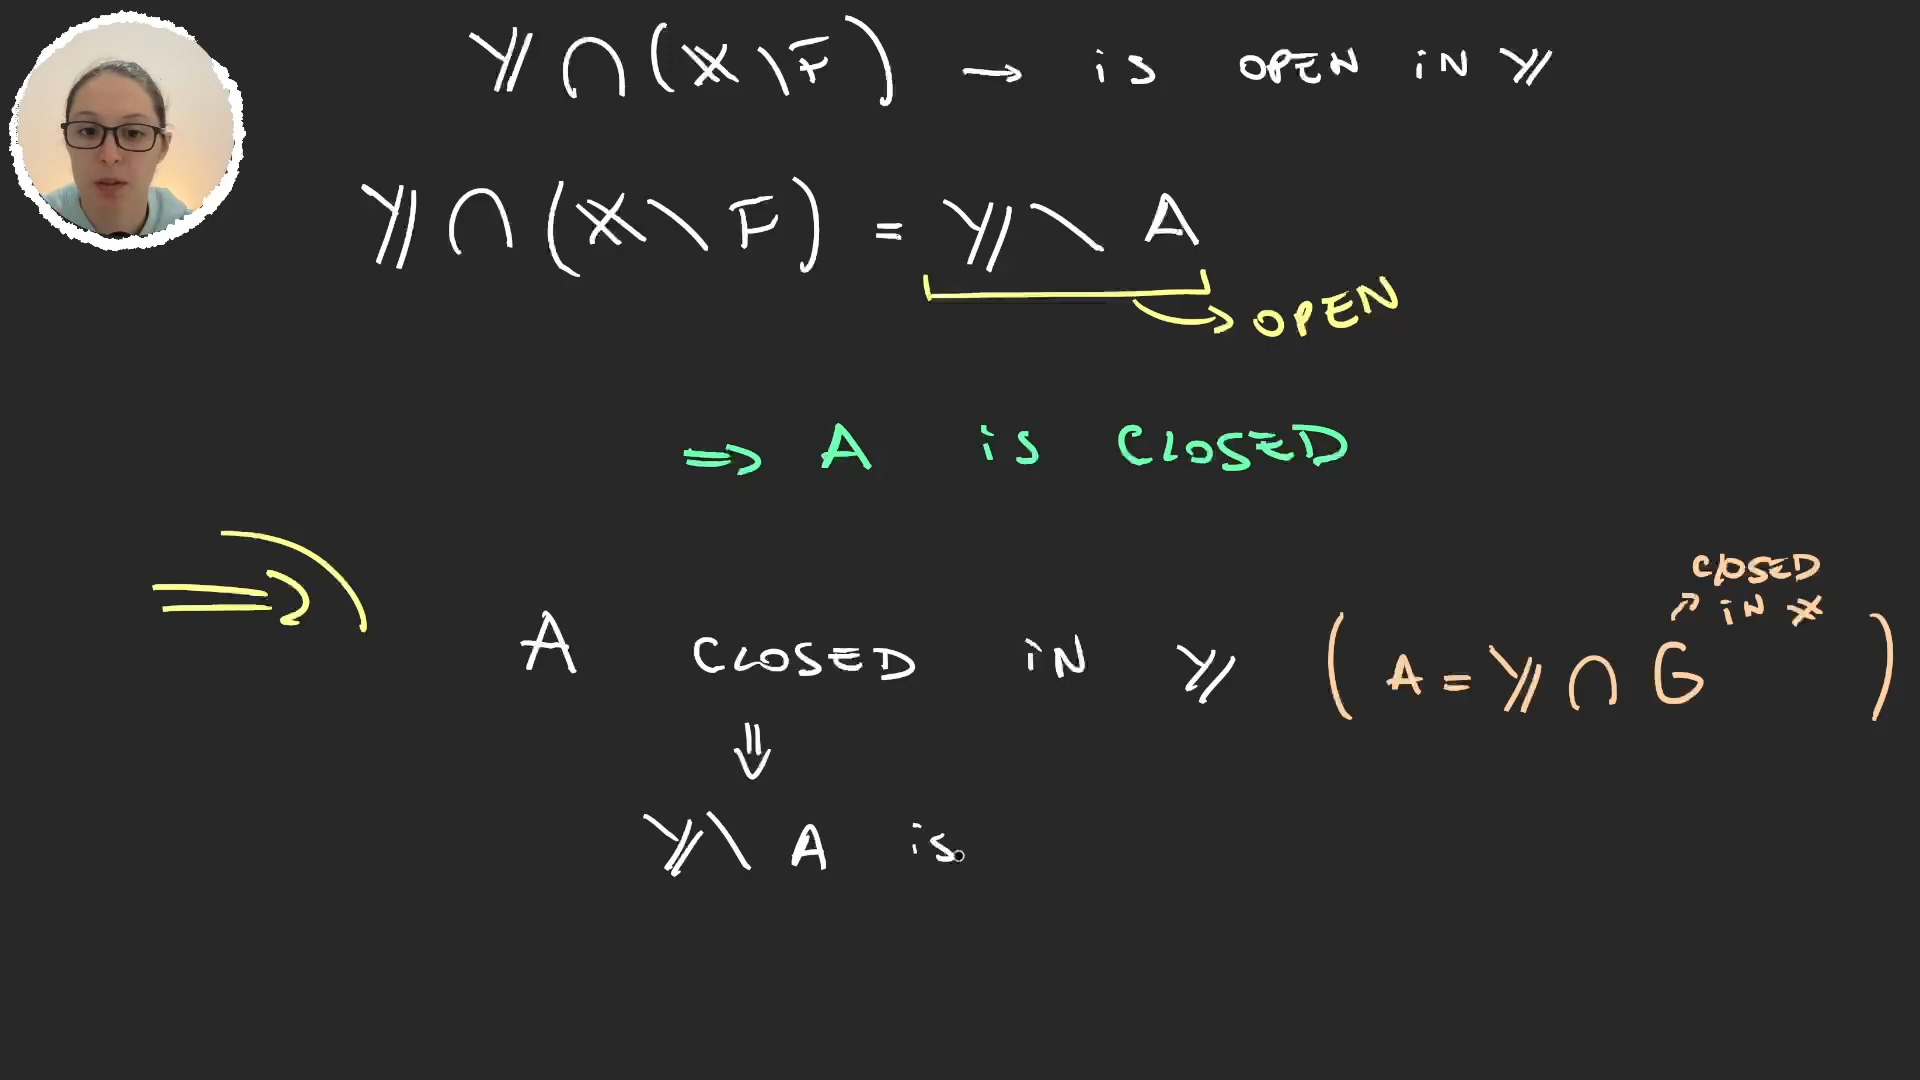 𝕐 ∩ (𝕏 \ F) → is OPEN iN 𝕐
𝕐 ∩ (𝕏 \ F) = 𝕐 \ A
OPEN
⇒ A is CLOSED
⇒)
CLOSED
↗ iN 𝕏
A CLOSED iN 𝕐 ( A = 𝕐 ∩ G )
⇓
𝕐 \ A is